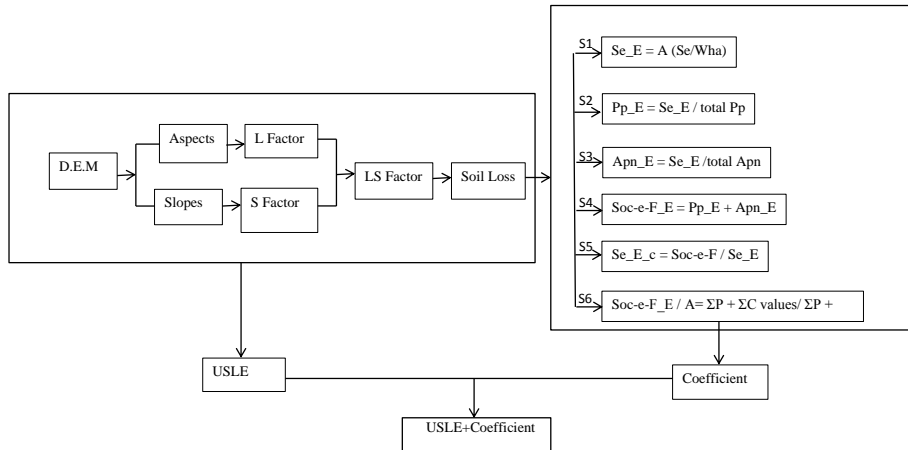 S1
Se_E = A (Se/Wha)
S2
Pp_E = Se_E / total Pp
S3
Apn_E = Se_E /total Apn
S4
Soc-e-F_E = Pp_E + Apn_E
S5
Se_E_c = Soc-e-F / Se_E
S6
Soc-e-F_E / A= ΣP + ΣC values/ ΣP +
D.E.M
Aspects
L Factor
Slopes
S Factor
LS Factor
Soil Loss
USLE
Coefficient
USLE+Coefficient